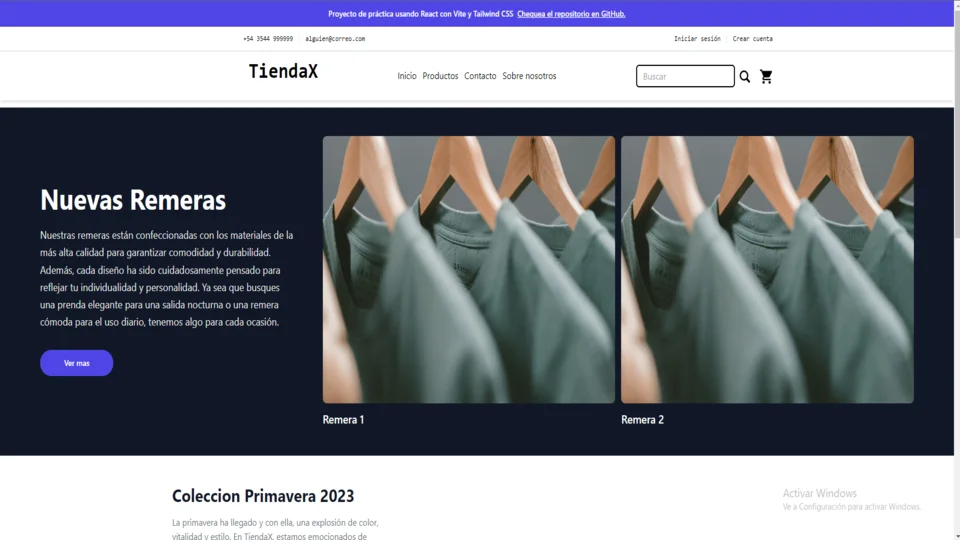 Proyecto de práctica usando React con Vite y Tailwind CSS Chequea el repositorio en GitHub.
+54 3544 999999 alguien@correo.com Iniciar sesión Crear cuenta
TiendaX Inicio Productos Contacto Sobre nosotros Buscar
Nuevas Remeras
Nuestras remeras están confeccionadas con los materiales de la
más alta calidad para garantizar comodidad y durabilidad.
Además, cada diseño ha sido cuidadosamente pensado para
reflejar tu individualidad y personalidad. Ya sea que busques
una prenda elegante para una salida nocturna o una remera
cómoda para el uso diario, tenemos algo para cada ocasión.
Ver mas
Remera 1
Remera 2
Coleccion Primavera 2023
La primavera ha llegado y con ella, una explosión de color,
vitalidad y estilo. En TiendaX, estamos emocionados de
Activar Windows
Ve a Configuración para activar Windows.